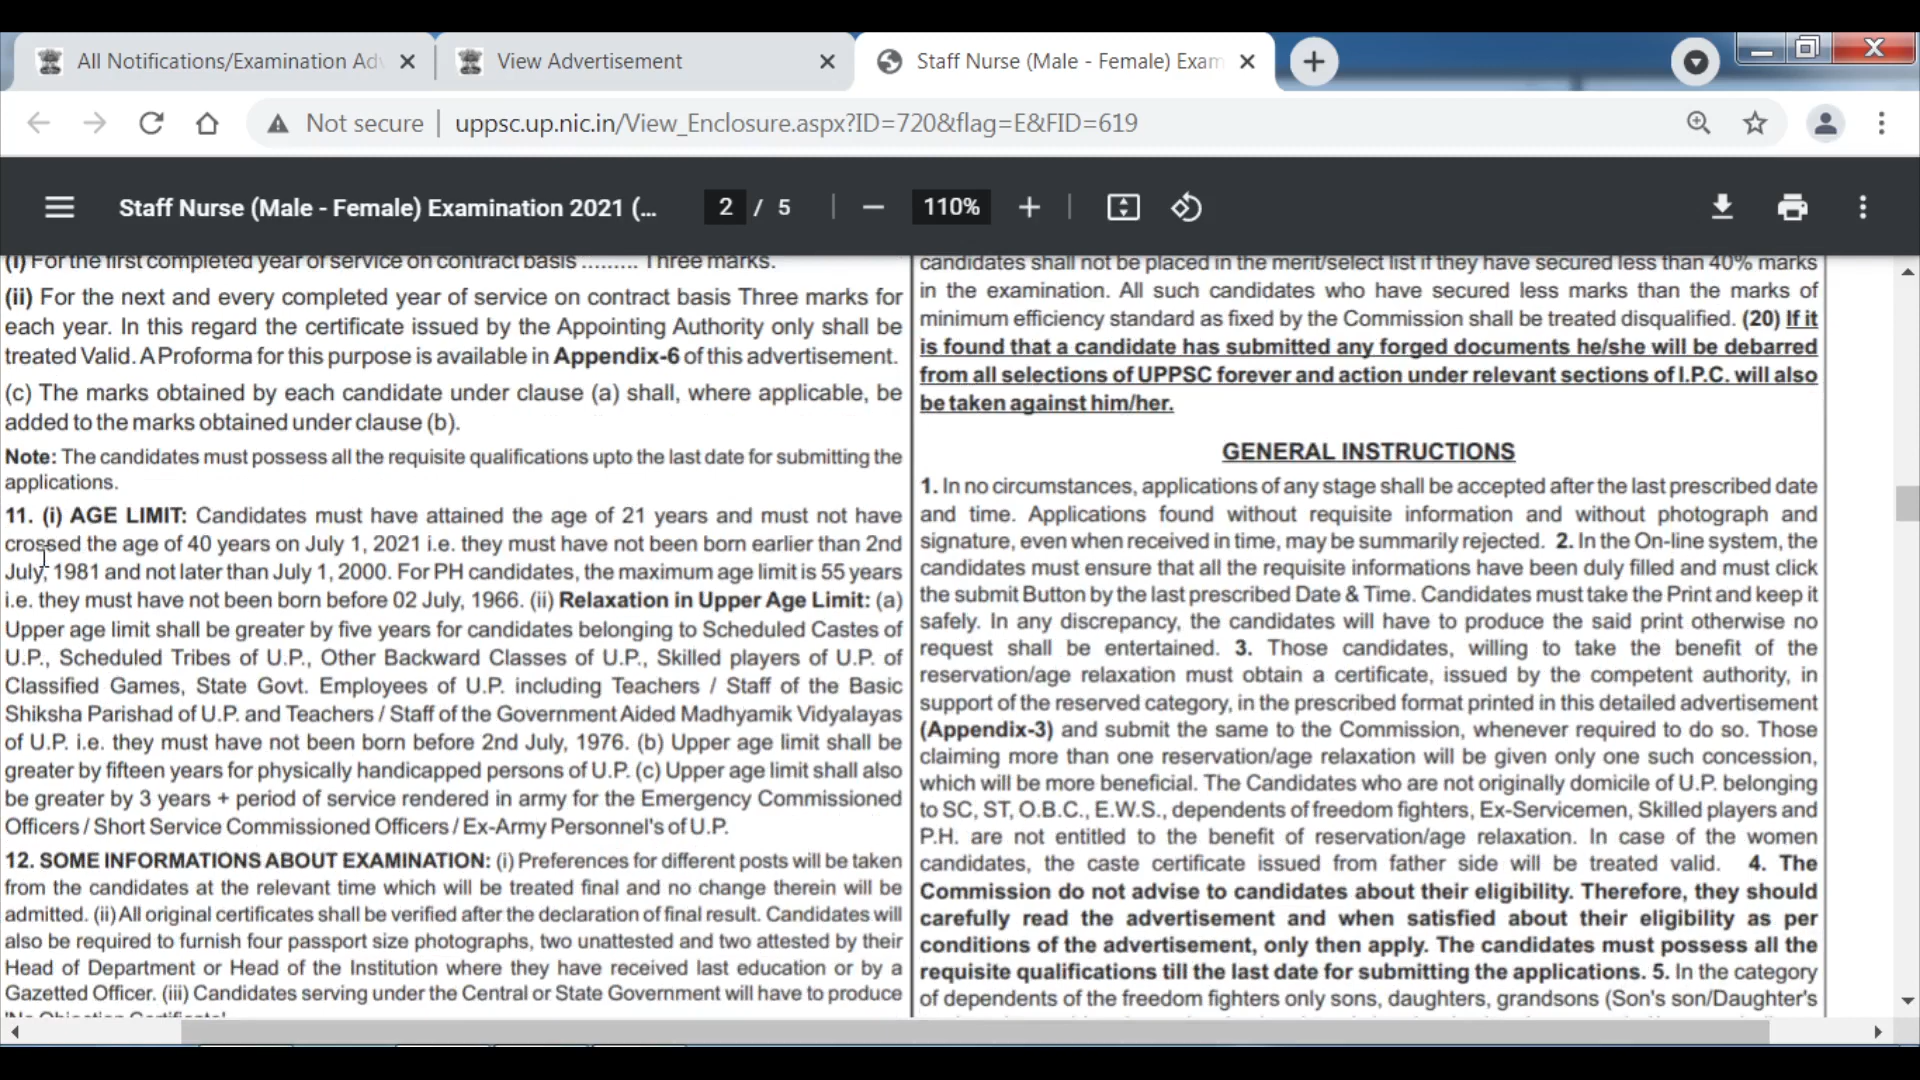 All Notifications/Examination Ad
View Advertisement
Staff Nurse (Male - Female) Exam
Not secure
uppsc.up.nic.in/View_Enclosure.aspx?ID=720&flag=E&FID=619
Staff Nurse (Male - Female) Examination 2021 (...
2 / 5
110%
(i) For the first completed year of service on contract basis ......... Three marks.
(ii) For the next and every completed year of service on contract basis Three marks for
each year. In this regard the certificate issued by the Appointing Authority only shall be
treated Valid. A Proforma for this purpose is available in Appendix-6 of this advertisement.
(c) The marks obtained by each candidate under clause (a) shall, where applicable, be
added to the marks obtained under clause (b).
Note: The candidates must possess all the requisite qualifications upto the last date for submitting the
applications.
11. (i) AGE LIMIT: Candidates must have attained the age of 21 years and must not have
crossed the age of 40 years on July 1, 2021 i.e. they must have not been born earlier than 2nd
July, 1981 and not later than July 1, 2000. For PH candidates, the maximum age limit is 55 years
i.e. they must have not been born before 02 July, 1966. (ii) Relaxation in Upper Age Limit: (a)
Upper age limit shall be greater by five years for candidates belonging to Scheduled Castes of
U.P., Scheduled Tribes of U.P., Other Backward Classes of U.P., Skilled players of U.P. of
Classified Games, State Govt. Employees of U.P. including Teachers / Staff of the Basic
Shiksha Parishad of U.P. and Teachers / Staff of the Government Aided Madhyamik Vidyalayas
of U.P. i.e. they must have not been born before 2nd July, 1976. (b) Upper age limit shall be
greater by fifteen years for physically handicapped persons of U.P. (c) Upper age limit shall also
be greater by 3 years + period of service rendered in army for the Emergency Commissioned
Officers / Short Service Commissioned Officers / Ex-Army Personnel's of U.P.
12. SOME INFORMATIONS ABOUT EXAMINATION: (i) Preferences for different posts will be taken
from the candidates at the relevant time which will be treated final and no change therein will be
admitted. (ii) All original certificates shall be verified after the declaration of final result. Candidates will
also be required to furnish four passport size photographs, two unattested and two attested by their
Head of Department or Head of the Institution where they have received last education or by a
Gazetted Officer. (iii) Candidates serving under the Central or State Government will have to produce
'No Objection Certificate'.
candidates shall not be placed in the merit/select list if they have secured less than 40% marks
in the examination. All such candidates who have secured less marks than the marks of
minimum efficiency standard as fixed by the Commission shall be treated disqualified. (20) If it
is found that a candidate has submitted any forged documents he/she will be debarred
from all selections of UPPSC forever and action under relevant sections of I.P.C. will also
be taken against him/her.
GENERAL INSTRUCTIONS
1. In no circumstances, applications of any stage shall be accepted after the last prescribed date
and time. Applications found without requisite information and without photograph and
signature, even when received in time, may be summarily rejected. 2. In the On-line system, the
candidates must ensure that all the requisite informations have been duly filled and must click
the submit Button by the last prescribed Date & Time. Candidates must take the Print and keep it
safely. In any discrepancy, the candidates will have to produce the said print otherwise no
request shall be entertained. 3. Those candidates, willing to take the benefit of the
reservation/age relaxation must obtain a certificate, issued by the competent authority, in
support of the reserved category, in the prescribed format printed in this detailed advertisement
(Appendix-3) and submit the same to the Commission, whenever required to do so. Those
claiming more than one reservation/age relaxation will be given only one such concession,
which will be more beneficial. The Candidates who are not originally domicile of U.P. belonging
to SC, ST, O.B.C., E.W.S., dependents of freedom fighters, Ex-Servicemen, Skilled players and
P.H. are not entitled to the benefit of reservation/age relaxation. In case of the women
candidates, the caste certificate issued from father side will be treated valid. 4. The
Commission do not advise to candidates about their eligibility. Therefore, they should
carefully read the advertisement and when satisfied about their eligibility as per
conditions of the advertisement, only then apply. The candidates must possess all the
requisite qualifications till the last date for submitting the applications. 5. In the category
of dependents of the freedom fighters only sons, daughters, grandsons (Son's son/Daughter's